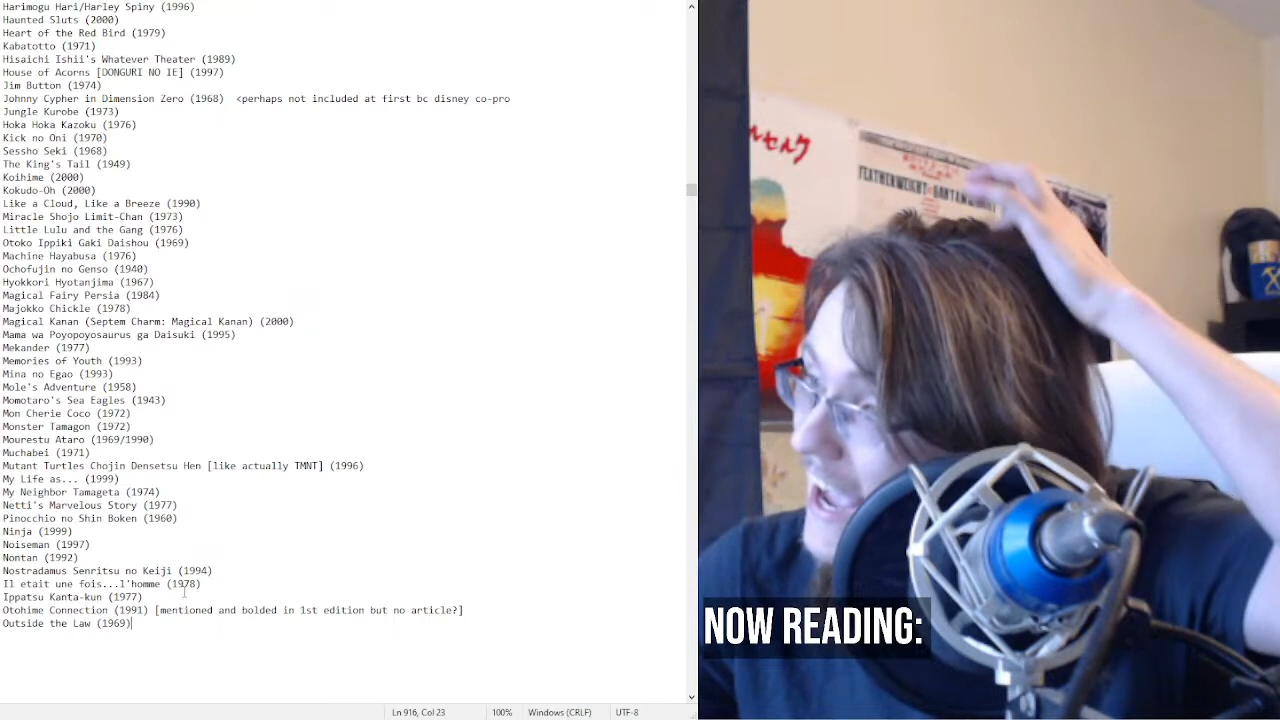 Harimogu Hari/Harley Spiny (1996)
Haunted Sluts (2000)
Heart of the Red Bird (1979)
Kabatotto (1971)
Hisaichi Ishii's Whatever Theater (1989)
House of Acorns [DONGURI NO IE] (1997)
Jim Button (1974)
Johnny Cypher in Dimension Zero (1968)  <perhaps not included at first bc disney co-pro
Jungle Kurobe (1973)
Hoka Hoka Kazoku (1976)
Kick no Oni (1970)
Sessho Seki (1968)
The King's Tail (1949)
Koihime (2000)
Kokudo-Oh (2000)
Like a Cloud, Like a Breeze (1990)
Miracle Shojo Limit-Chan (1973)
Little Lulu and the Gang (1976)
Otoko Ippiki Gaki Daishou (1969)
Machine Hayabusa (1976)
Ochofujin no Genso (1940)
Hyokkori Hyotanjima (1967)
Magical Fairy Persia (1984)
Majokko Chickle (1978)
Magical Kanan (Septem Charm: Magical Kanan) (2000)
Mama wa Poyopoyosaurus ga Daisuki (1995)
Mekander (1977)
Memories of Youth (1993)
Mina no Egao (1993)
Mole's Adventure (1958)
Momotaro's Sea Eagles (1943)
Mon Cherie Coco (1972)
Monster Tamagon (1972)
Mourestu Ataro (1969/1990)
Muchabei (1971)
Mutant Turtles Chojin Densetsu Hen [like actually TMNT] (1996)
My Life as... (1999)
My Neighbor Tamageta (1974)
Netti's Marvelous Story (1977)
Pinocchio no Shin Boken (1960)
Ninja (1999)
Noiseman (1997)
Nontan (1992)
Nostradamus Senritsu no Keiji (1994)
Il etait une fois...l'homme (1978)
Ippatsu Kanta-kun (1977)
Otohime Connection (1991) [mentioned and bolded in 1st edition but no article?]
Outside the Law (1969)
Ln 916, Col 23
100%
Windows (CRLF)
UTF-8
ルセルク
FEATHERWEIGHT
NOW READING: